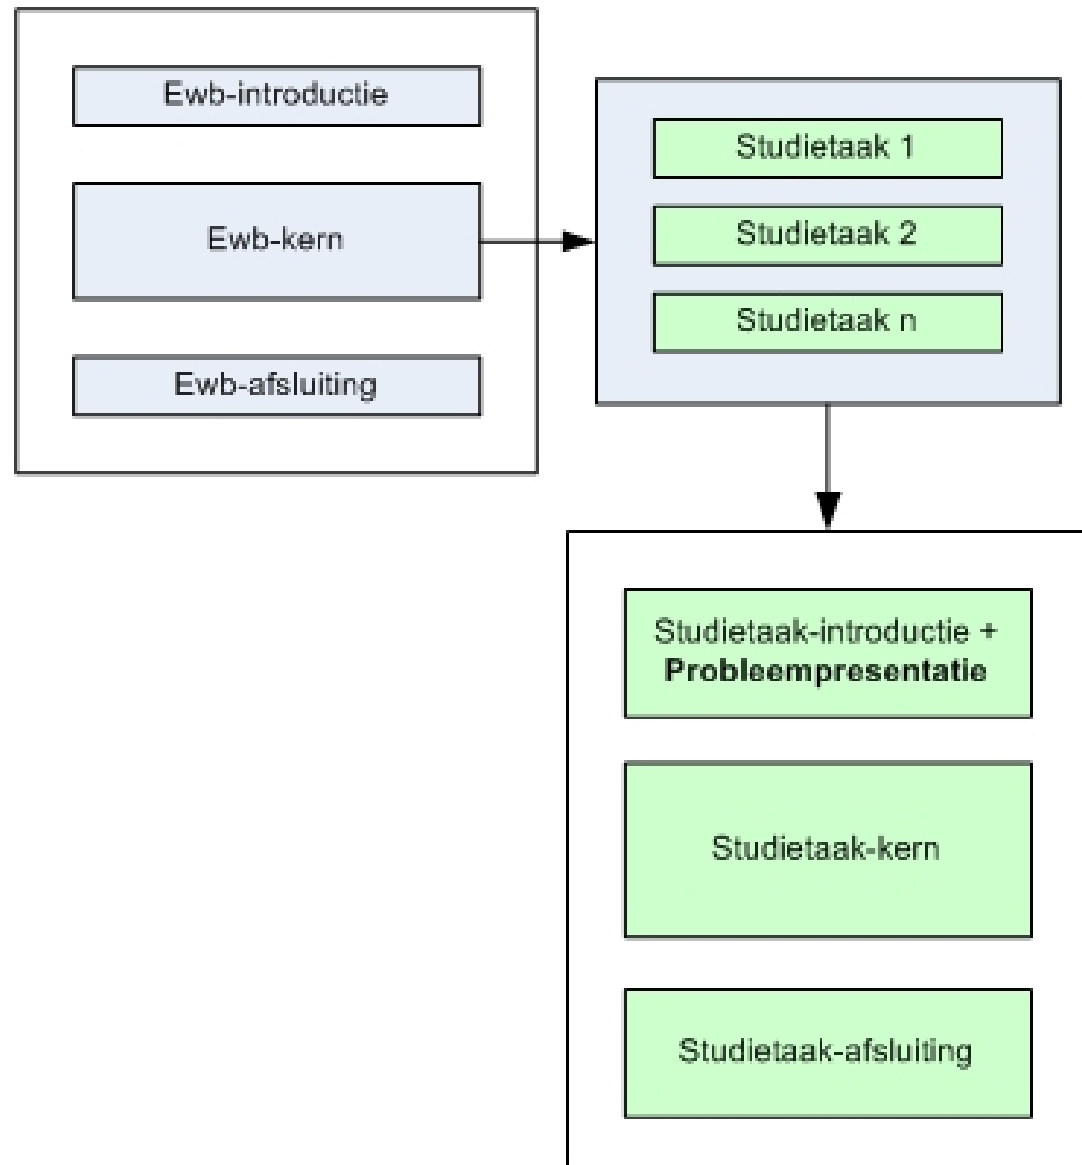 Ewb-introductie
Ewb-kern
Ewb-afsluiting
Studietaak 1
Studietaak 2
Studietaak n
Studietaak-introductie +
Probleempresentatie
Studietaak-kern
Studietaak-afsluiting